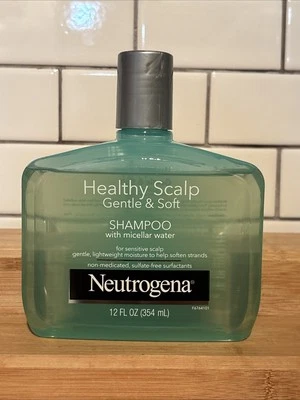 Healthy Scalp
Gentle & Soft
SHAMPOO
with micellar water
for sensitive scalp
gentle, lightweight moisture to help soften strands
non-medicated, sulfate-free surfactants
Neutrogena®
12 FL OZ (354 mL)